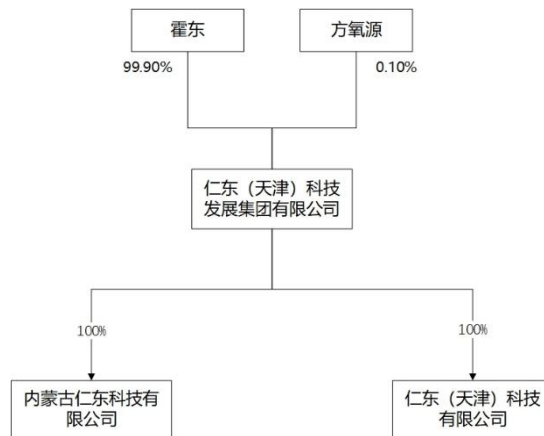 霍东
方氧源
99.90%
0.10%
仁东（天津）科技
发展集团有限公司
100%
100%
内蒙古仁东科技有
限公司
仁东（天津）科技
有限公司